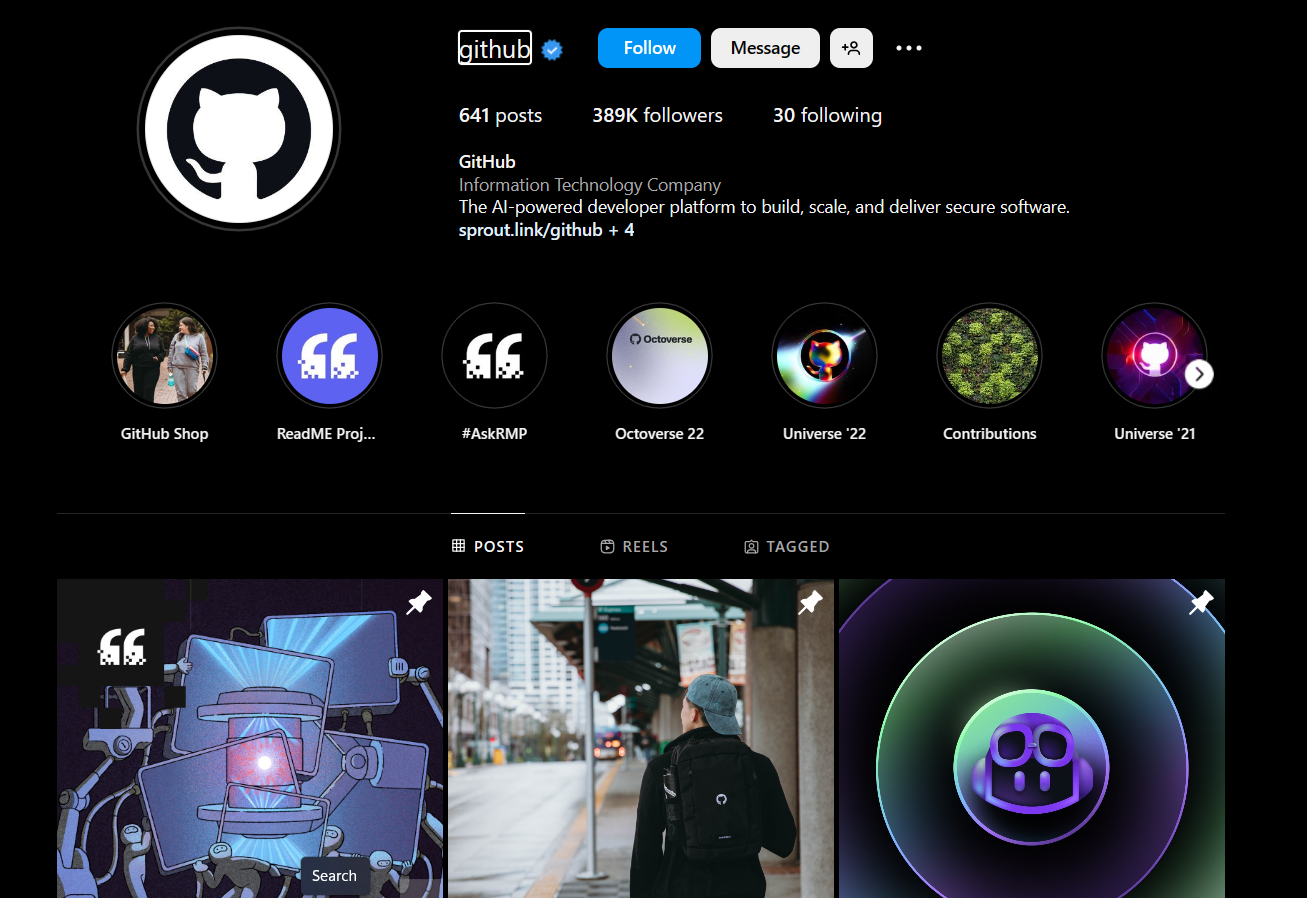 github Follow Message
641 posts 389K followers 30 following
GitHub
Information Technology Company
The AI-powered developer platform to build, scale, and deliver secure software.
sprout.link/github + 4
Octoverse
GitHub Shop ReadME Proj... #AskRMP Octoverse 22 Universe '22 Contributions Universe '21
POSTS REELS TAGGED
Search